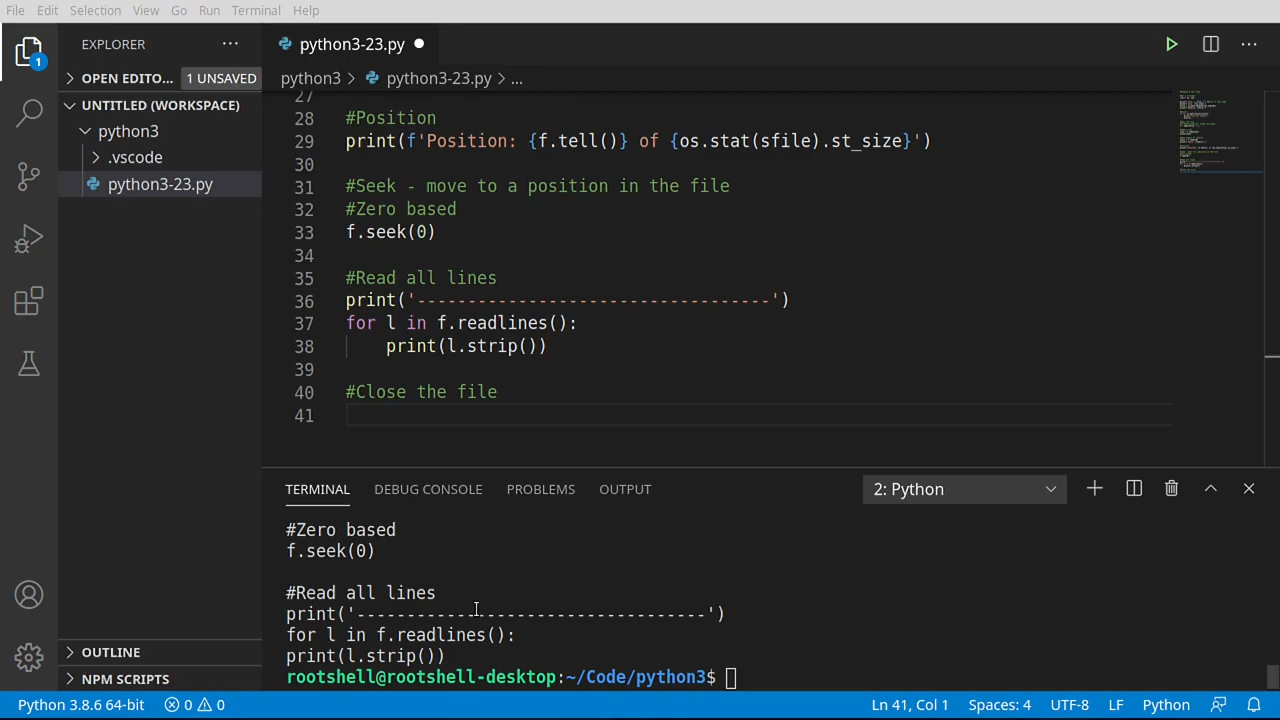 File Edit Selection View Go Run Terminal Help
EXPLORER
python3-23.py
OPEN EDITO... 1 UNSAVED
python3 > python3-23.py > ...
UNTITLED (WORKSPACE)
python3
.vscode
python3-23.py
1
27
28 #Position
29 print(f'Position: {f.tell()} of {os.stat(sfile).st_size}')
30
31 #Seek - move to a position in the file
32 #Zero based
33 f.seek(0)
34
35 #Read all lines
36 print('-----------------------------------')
37 for l in f.readlines():
38 print(l.strip())
39
40 #Close the file
41
TERMINAL DEBUG CONSOLE PROBLEMS OUTPUT 2: Python
#Zero based
f.seek(0)
#Read all lines
print('-----------------------------------')
for l in f.readlines():
print(l.strip())
rootshell@rootshell-desktop:~/Code/python3$
OUTLINE
NPM SCRIPTS
Python 3.8.6 64-bit 0 0 Ln 41, Col 1 Spaces: 4 UTF-8 LF Python